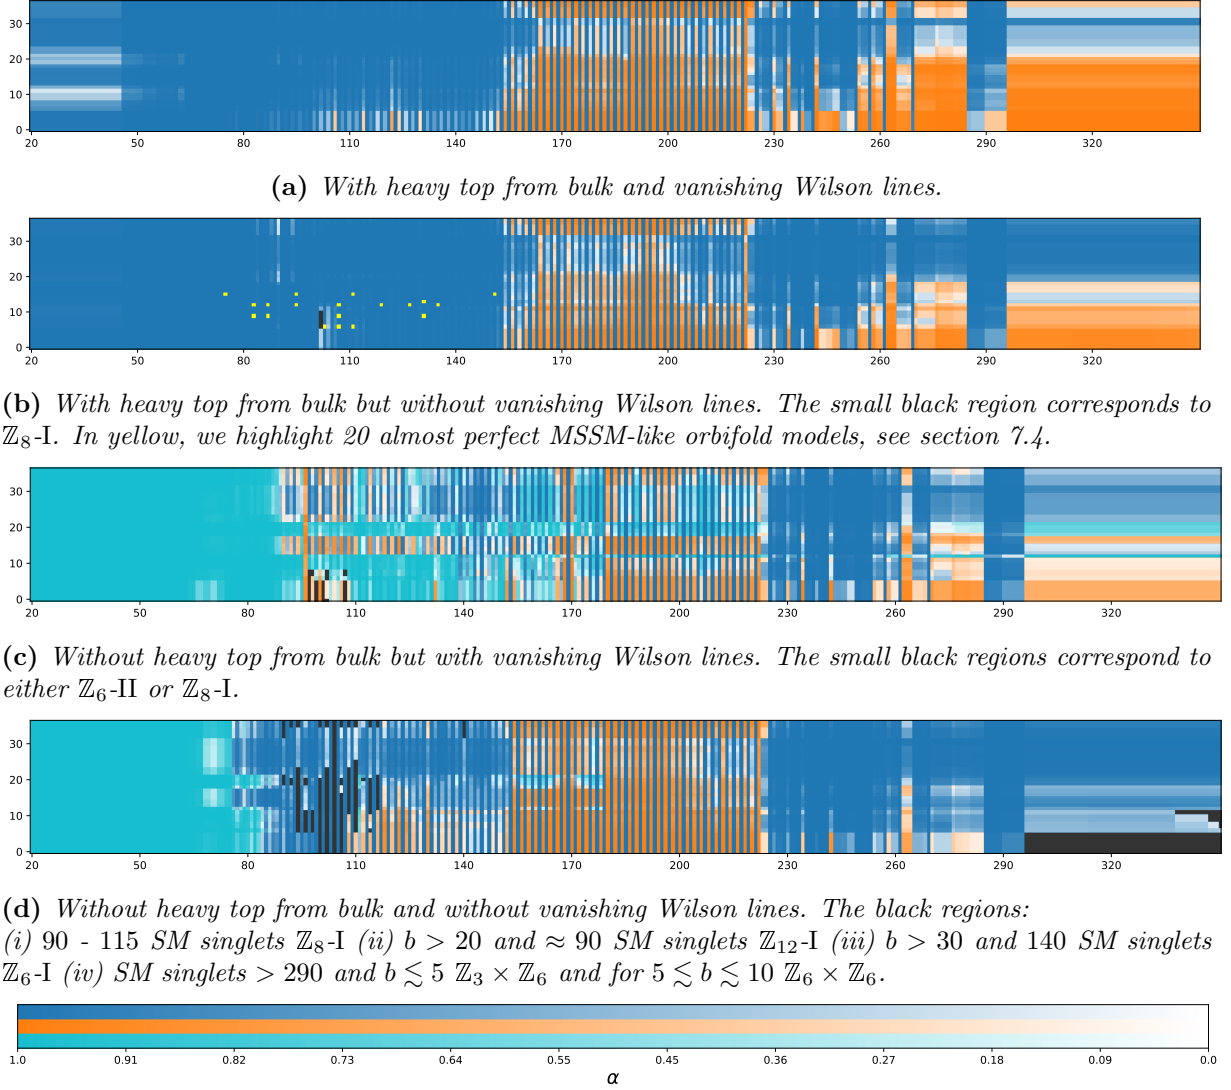 30
20
10
0
20 50 80 110 140 170 200 230 260 290 320
(a) With heavy top from bulk and vanishing Wilson lines.
30
20
10
0
20 50 80 110 140 170 200 230 260 290 320
(b) With heavy top from bulk but without vanishing Wilson lines. The small black region corresponds to
ℤ₈-I. In yellow, we highlight 20 almost perfect MSSM-like orbifold models, see section 7.4.
30
20
10
0
20 50 80 110 140 170 200 230 260 290 320
(c) Without heavy top from bulk but with vanishing Wilson lines. The small black regions correspond to
either ℤ₆-II or ℤ₈-I.
30
20
10
0
20 50 80 110 140 170 200 230 260 290 320
(d) Without heavy top from bulk and without vanishing Wilson lines. The black regions:
(i) 90 - 115 SM singlets ℤ₈-I (ii) b > 20 and ≈ 90 SM singlets ℤ₁₂-I (iii) b > 30 and 140 SM singlets
ℤ₆-I (iv) SM singlets > 290 and b ≲ 5 ℤ₃ × ℤ₆ and for 5 ≲ b ≲ 10 ℤ₆ × ℤ₆.
1.0 0.91 0.82 0.73 0.64 0.55 0.45 0.36 0.27 0.18 0.09 0.0
α